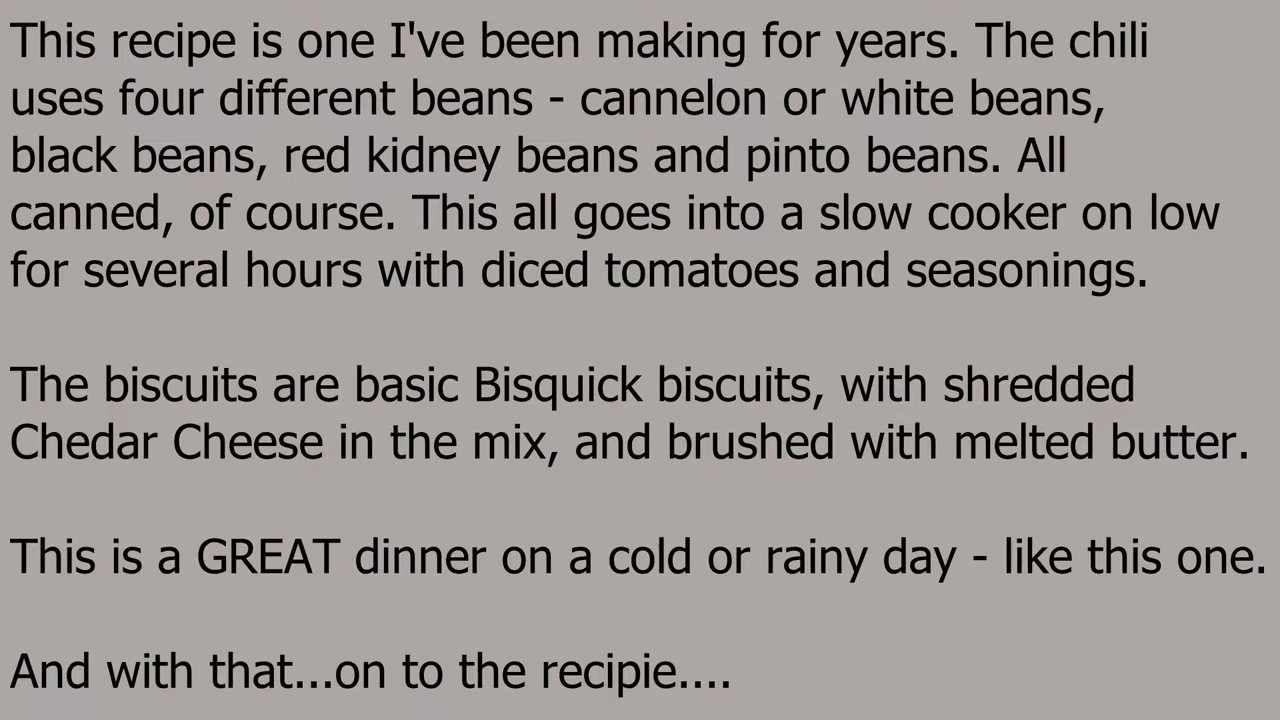 This recipe is one I've been making for years. The chili
uses four different beans - cannelon or white beans,
black beans, red kidney beans and pinto beans. All
canned, of course. This all goes into a slow cooker on low
for several hours with diced tomatoes and seasonings.
The biscuits are basic Bisquick biscuits, with shredded
Chedar Cheese in the mix, and brushed with melted butter.
This is a GREAT dinner on a cold or rainy day - like this one.
And with that...on to the recipie....